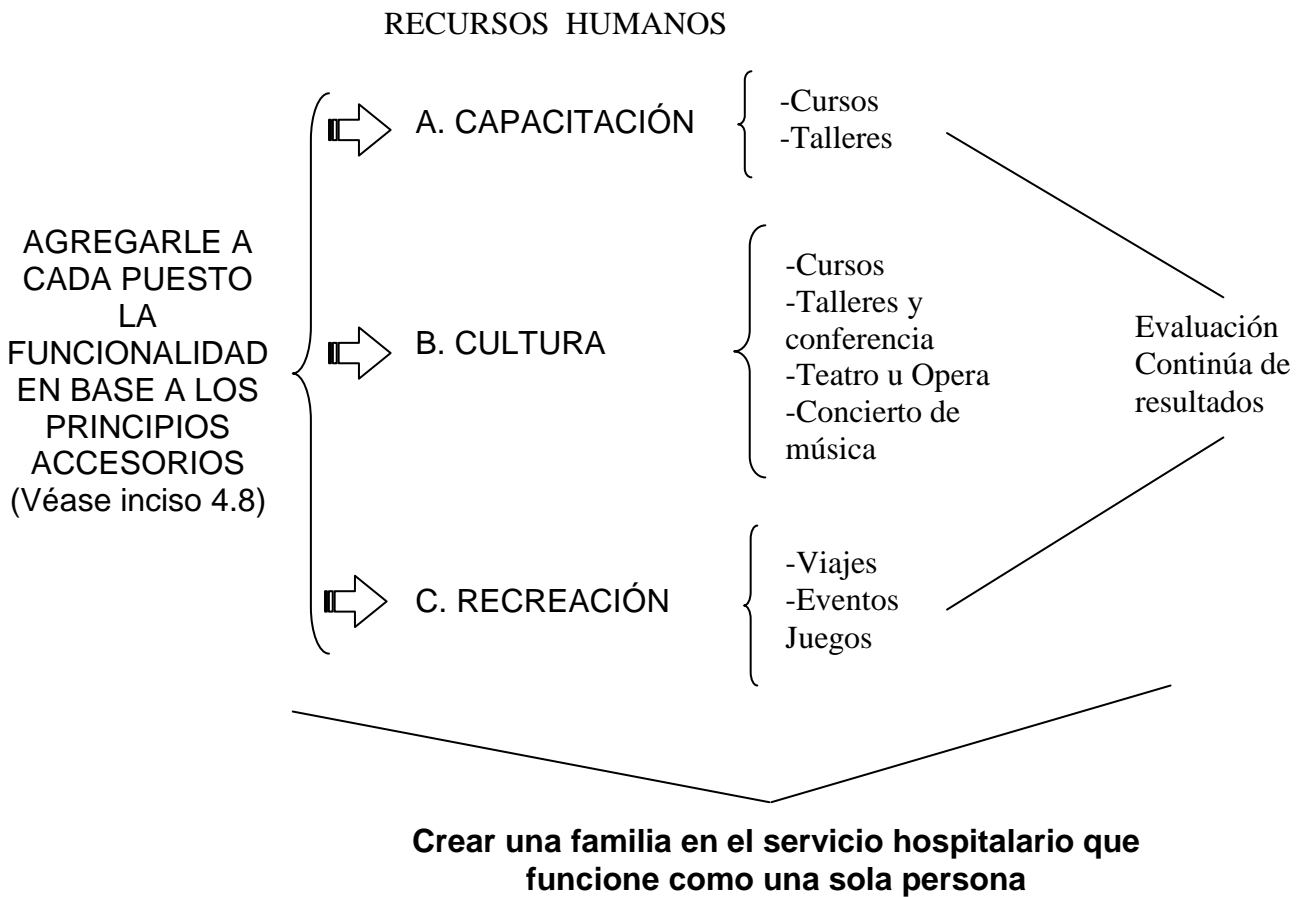 RECURSOS HUMANOS
AGREGARLE A
CADA PUESTO
LA
FUNCIONALIDAD
EN BASE A LOS
PRINCIPIOS
ACCESORIOS
(Véase inciso 4.8)
A. CAPACITACIÓN
-Cursos
-Talleres
B. CULTURA
-Cursos
-Talleres y
conferencia
-Teatro u Opera
-Concierto de
música
C. RECREACIÓN
-Viajes
-Eventos
Juegos
Evaluación
Continúa de
resultados
Crear una familia en el servicio hospitalario que
funcione como una sola persona